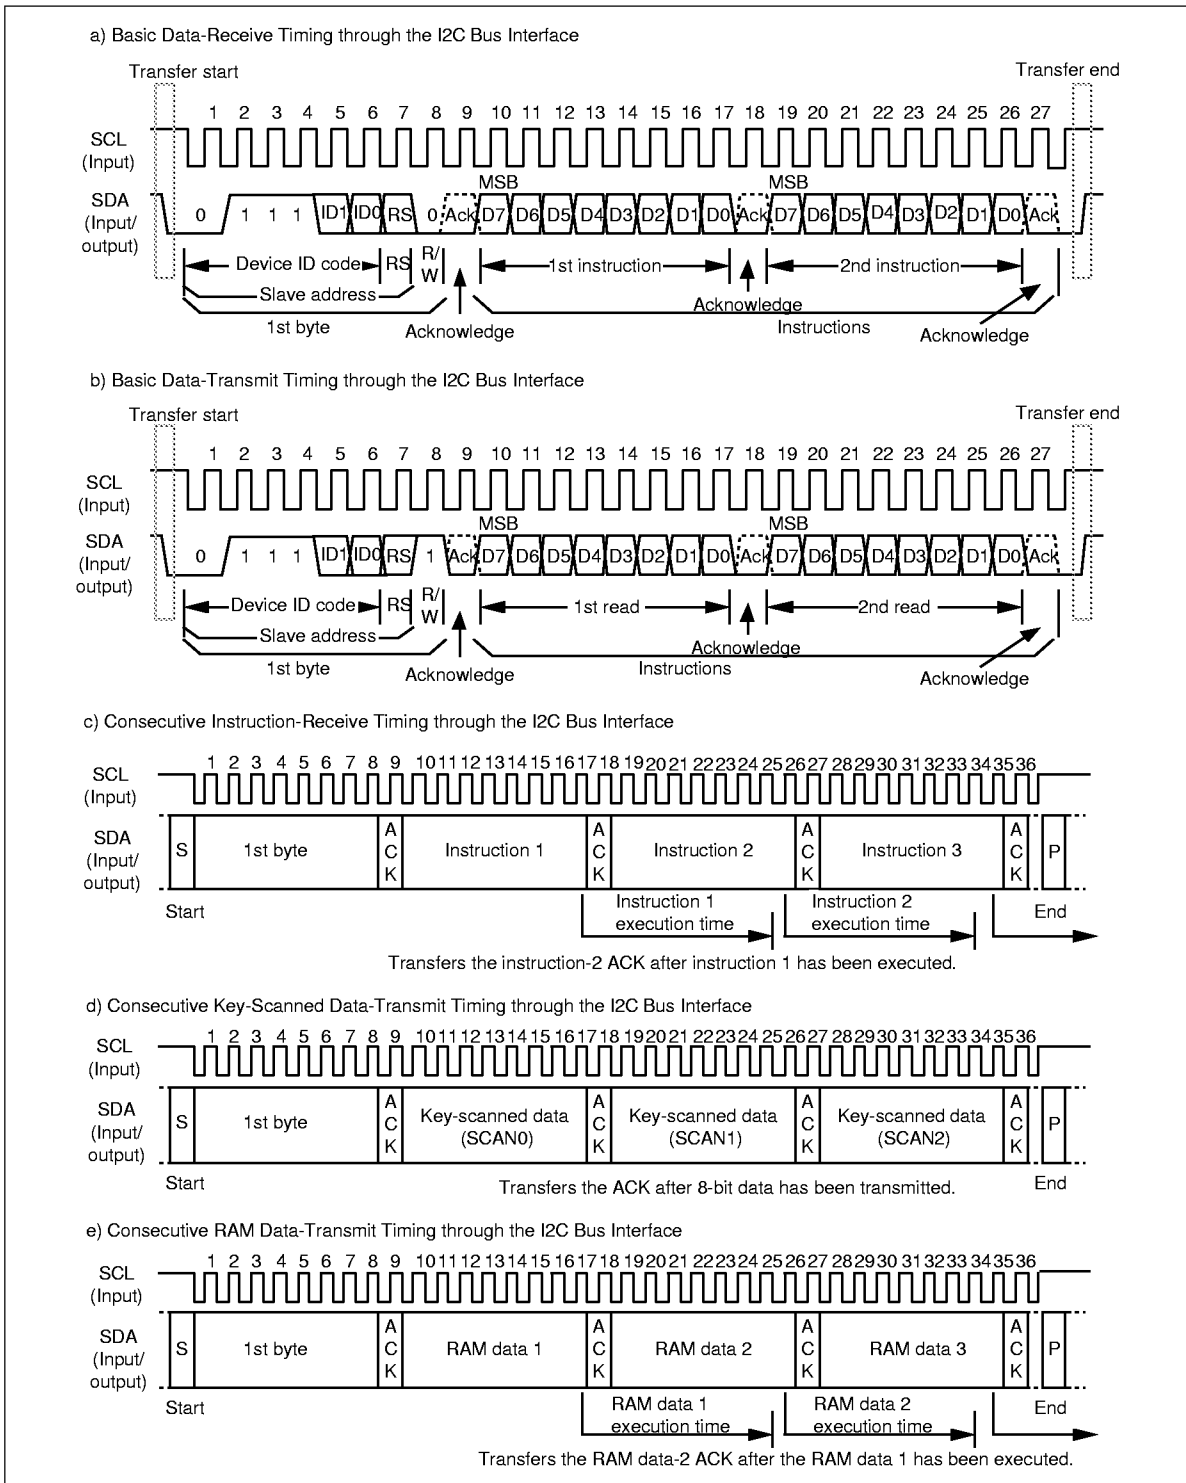 a) Basic Data-Receive Timing through the I2C Bus Interface
Transfer start
Transfer end
1 2 3 4 5 6 7 8 9 10 11 12 13 14 15 16 17 18 19 20 21 22 23 24 25 26 27
SCL
(Input)
MSB MSB
SDA
(Input/
output)
0 1 1 1 ID1 ID0 RS 0 Ack D7 D6 D5 D4 D3 D2 D1 D0 Ack D7 D6 D5 D4 D3 D2 D1 D0 Ack
Device ID code RS R/W 1st instruction 2nd instruction
Slave address
1st byte
Acknowledge
Acknowledge
Instructions
Acknowledge
b) Basic Data-Transmit Timing through the I2C Bus Interface
Transfer start
Transfer end
1 2 3 4 5 6 7 8 9 10 11 12 13 14 15 16 17 18 19 20 21 22 23 24 25 26 27
SCL
(Input)
MSB MSB
SDA
(Input/
output)
0 1 1 1 ID1 ID0 RS 1 Ack D7 D6 D5 D4 D3 D2 D1 D0 Ack D7 D6 D5 D4 D3 D2 D1 D0 Ack
Device ID code RS R/W 1st read 2nd read
Slave address
1st byte
Acknowledge
Acknowledge
Instructions
Acknowledge
c) Consecutive Instruction-Receive Timing through the I2C Bus Interface
1 2 3 4 5 6 7 8 9 10 11 12 13 14 15 16 17 18 19 20 21 22 23 24 25 26 27 28 29 30 31 32 33 34 35 36
SCL
(Input)
SDA
(Input/
output)
S 1st byte ACK Instruction 1 ACK Instruction 2 ACK Instruction 3 ACK P
Start
Instruction 1
execution time
Instruction 2
execution time
End
Transfers the instruction-2 ACK after instruction 1 has been executed.
d) Consecutive Key-Scanned Data-Transmit Timing through the I2C Bus Interface
1 2 3 4 5 6 7 8 9 10 11 12 13 14 15 16 17 18 19 20 21 22 23 24 25 26 27 28 29 30 31 32 33 34 35 36
SCL
(Input)
SDA
(Input/
output)
S 1st byte ACK Key-scanned data (SCAN0) ACK Key-scanned data (SCAN1) ACK Key-scanned data (SCAN2) ACK P
Start
Transfers the ACK after 8-bit data has been transmitted.
End
e) Consecutive RAM Data-Transmit Timing through the I2C Bus Interface
1 2 3 4 5 6 7 8 9 10 11 12 13 14 15 16 17 18 19 20 21 22 23 24 25 26 27 28 29 30 31 32 33 34 35 36
SCL
(Input)
SDA
(Input/
output)
S 1st byte ACK RAM data 1 ACK RAM data 2 ACK RAM data 3 ACK P
Start
RAM data 1
execution time
RAM data 2
execution time
End
Transfers the RAM data-2 ACK after the RAM data 1 has been executed.